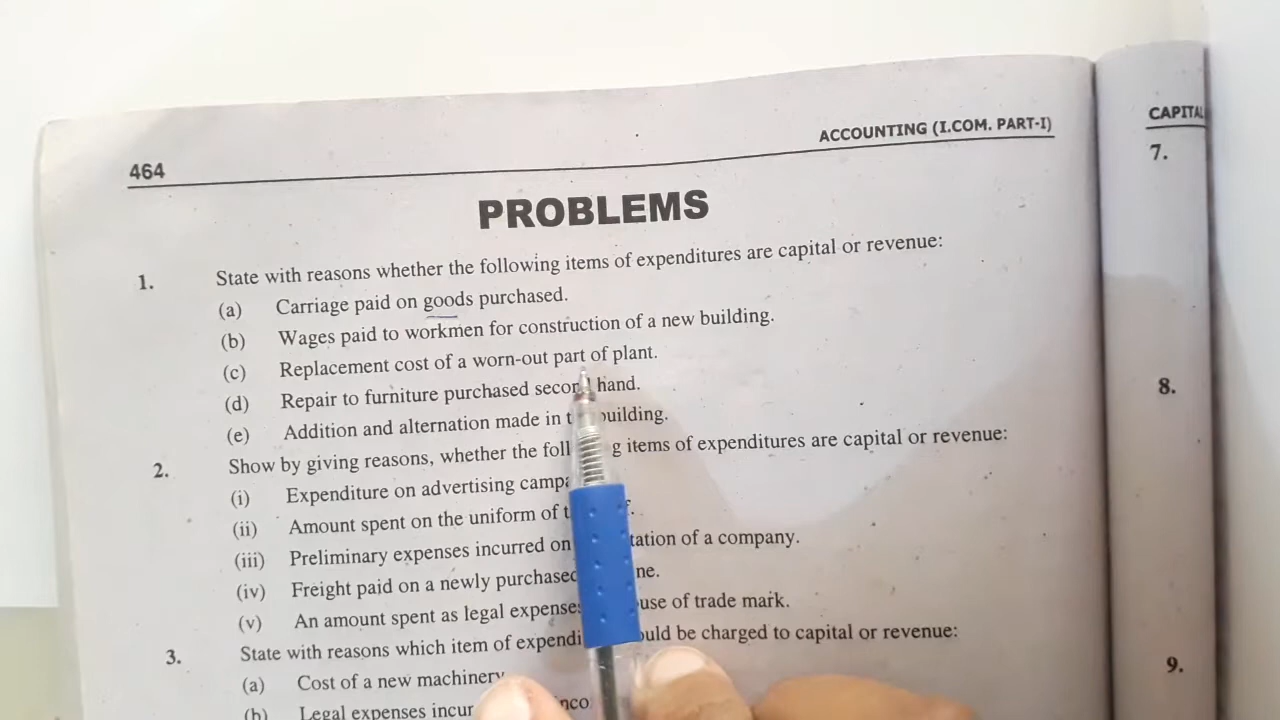 464
ACCOUNTING (I.COM. PART-I)
PROBLEMS
1. State with reasons whether the following items of expenditures are capital or revenue:
(a) Carriage paid on goods purchased.
(b) Wages paid to workmen for construction of a new building.
(c) Replacement cost of a worn-out part of plant.
(d) Repair to furniture purchased second hand.
(e) Addition and alternation made in building.
2. Show by giving reasons, whether the items of expenditures are capital or revenue:
(i) Expenditure on advertising
(ii) Amount spent on the uniform of
(iii) Preliminary expenses incurred on of a company.
(iv) Freight paid on a newly purchased
(v) An amount spent as legal expenses use of trade mark.
3. State with reasons which item of be charged to capital or revenue:
(a) Cost of a new machinery
(b) Legal expenses
CAPITAL
7.
8.
9.